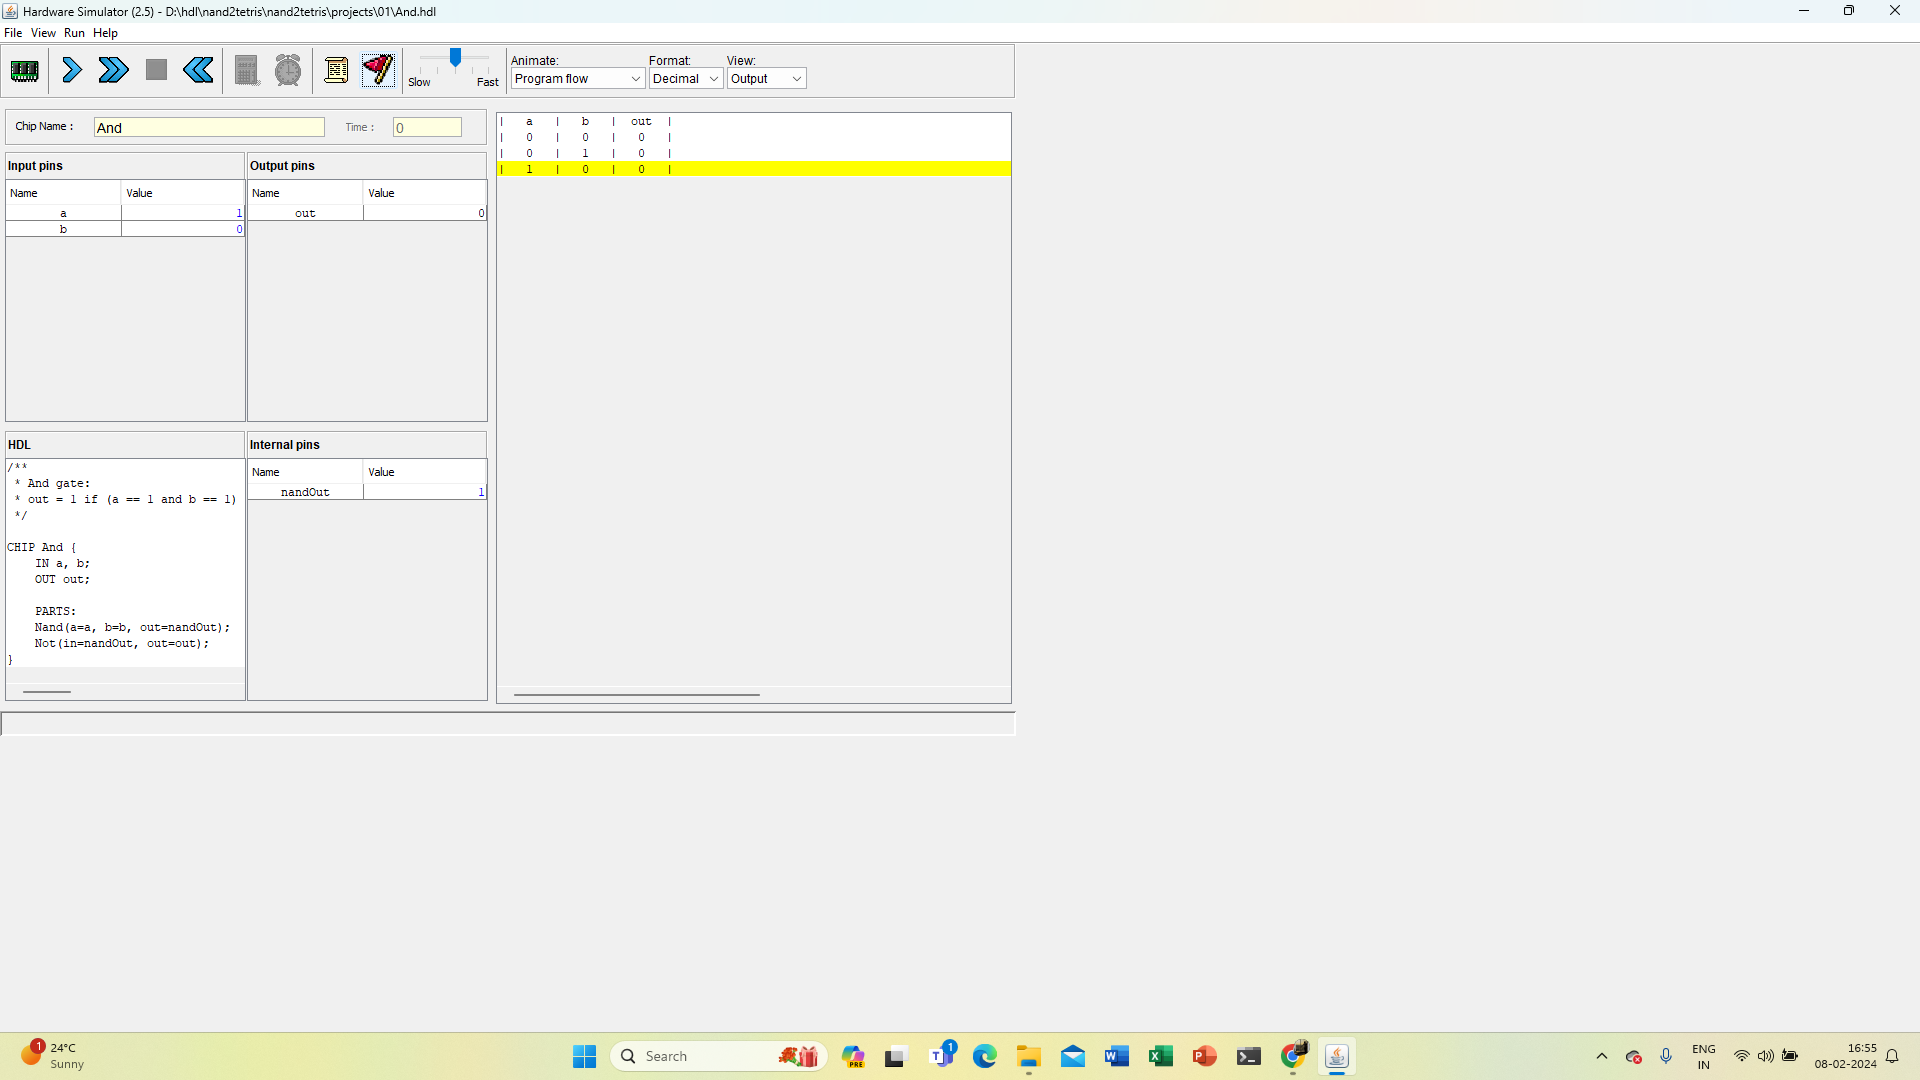 Hardware Simulator (2.5) - D:\hdl\nand2tetris\nand2tetris\projects\01\And.hdl
File View Run Help
Slow Fast
Animate: Format: View:
Program flow Decimal Output
Chip Name : And Time : 0
Input pins
Name Value
a 1
b 0
Output pins
Name Value
out 0
| a | b | out |
| 0 | 0 | 0 |
| 0 | 1 | 0 |
| 1 | 0 | 0 |
HDL
/**
* And gate:
* out = 1 if (a == 1 and b == 1)
*/
CHIP And {
IN a, b;
OUT out;
PARTS:
Nand(a=a, b=b, out=nandOut);
Not(in=nandOut, out=out);
}
Internal pins
Name Value
nandOut 1
1
24°C
Sunny
Search
PRE
T
1
W
X
P
ENG
IN
16:55
08-02-2024